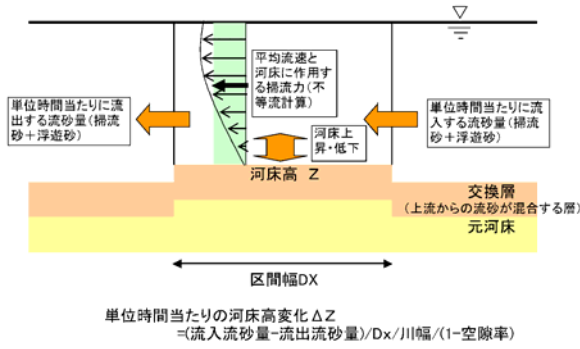 平均流速と
河床に作用す
る掃流力(不
等流計算)
単位時間当たりに流
出する流砂量(掃流
砂+浮遊砂)
単位時間当たりに流
入する流砂量(掃流
砂+浮遊砂)
河床上
昇・低下
河床高 Z
交換層
(上流からの流砂が混合する層)
元河床
区間幅DX
単位時間当たりの河床高変化ΔZ
=(流入流砂量-流出流砂量)/Dx/川幅/(1-空隙率)